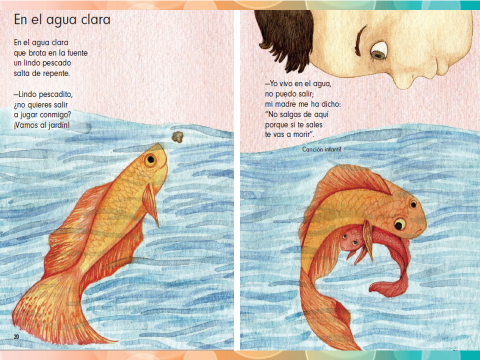 En el agua clara
En el agua clara
que brota en la fuente
un lindo pescado
salta de repente.
—Lindo pescadito,
¿no quieres salir
a jugar conmigo?
¡Vamos al jardín!
—Yo vivo en el agua,
no puedo salir;
mi madre me ha dicho:
"No salgas de aquí
porque si te sales
te vas a morir".
Canción infantil